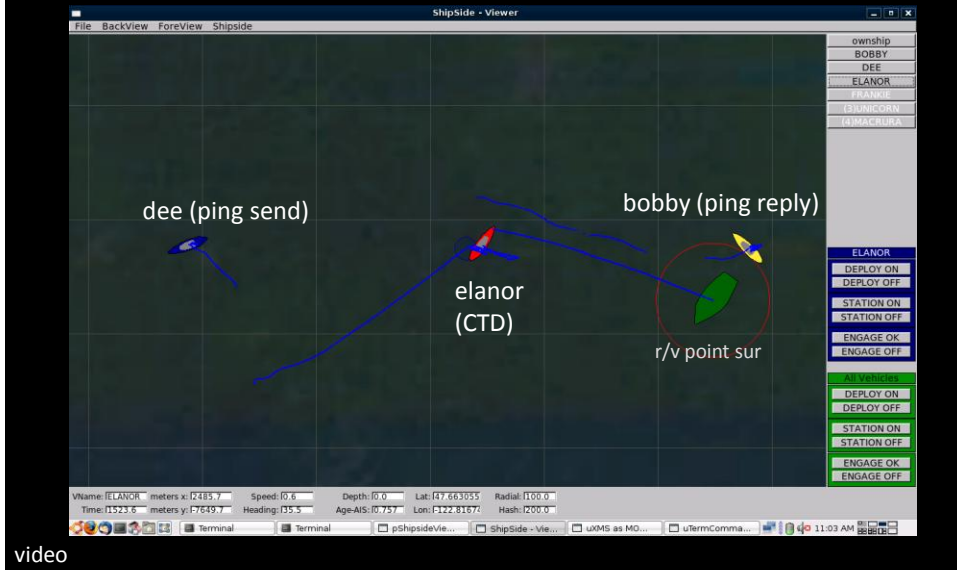 ShipSide - Viewer
File BackView ForeView Shipside
ownship
BOBBY
DEE
ELANOR
FRANKIE
(3)UNICORN
(4)MACRURA
dee (ping send)
bobby (ping reply)
elanor
(CTD)
r/v point sur
ELANOR
DEPLOY ON
DEPLOY OFF
STATION ON
STATION OFF
ENGAGE OK
ENGAGE OFF
All Vehicles
DEPLOY ON
DEPLOY OFF
STATION ON
STATION OFF
ENGAGE OK
ENGAGE OFF
VName: ELANOR meters x: 2485.7 Speed: 0.6 Depth: 0.0 Lat: 47.663055 Radial: 100.0
Time: 1523.6 meters y: -7649.7 Heading: 35.5 Age-AIS: 0.757 Lon: -122.81674 Hash: 200.0
Terminal Terminal pShipsideVie... ShipSide - Vie... uXMS as MO... uTermComma... 11:03 AM
video